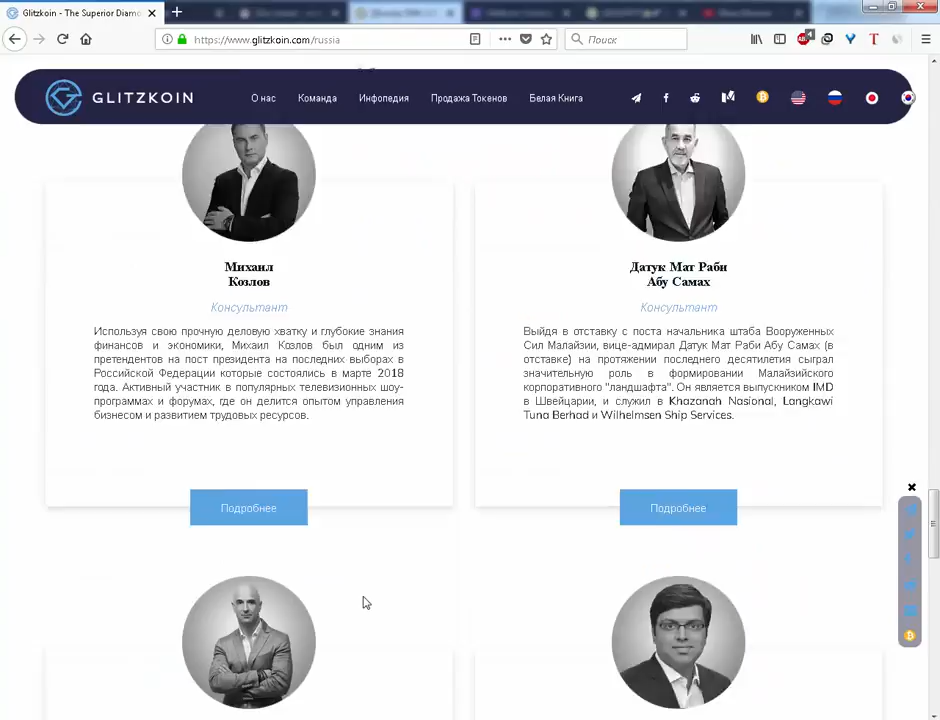 Glitzkoin - The Superior Diamo
https://www.glitzkoin.com/russia
Поиск
GLITZKOIN
О нас
Команда
Инфопедия
Продажа Токенов
Белая Книга
Михаил
Козлов
Консультант
Используя свою прочную деловую хватку и глубокие знания
финансов и экономики, Михаил Козлов был одним из
претендентов на пост президента на последних выборах в
Российской Федерации которые состоялись в марте 2018
года. Активный участник в популярных телевизионных шоу-
программах и форумах, где он делится опытом управления
бизнесом и развитием трудовых ресурсов.
Подробнее
Датук Мат Раби
Абу Самах
Консультант
Выйдя в отставку с поста начальника штаба Вооруженных
Сил Малайзии, вице-адмирал Датук Мат Раби Абу Самах (в
отставке) на протяжении последнего десятилетия сыграл
значительную роль в формировании Малайзийского
корпоративного "ландшафта". Он является выпускником IMD
в Швейцарии, и служил в Khazanah Nasional, Langkawi
Tuna Berhad и Wilhelmsen Ship Services.
Подробнее